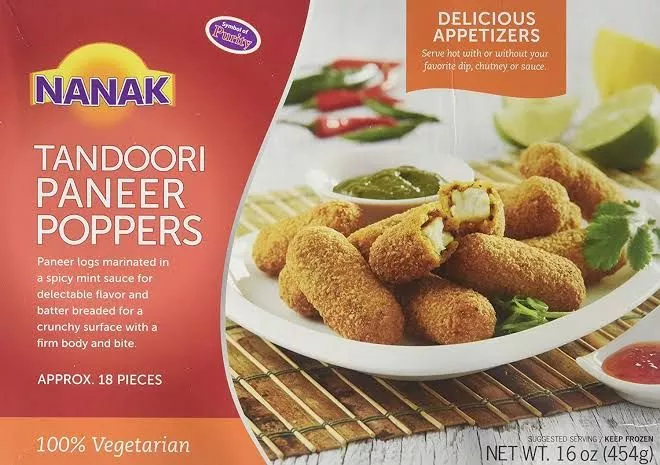 Symbol of
Purity
NANAK
TANDOORI
PANEER
POPPERS
Paneer logs marinated in
a spicy mint sauce for
delectable flavor and
batter breaded for a
crunchy surface with a
firm body and bite.
APPROX. 18 PIECES
100% Vegetarian
DELICIOUS
APPETIZERS
Serve hot with or without your
favorite dip, chutney or sauce.
SUGGESTED SERVING / KEEP FROZEN
NET WT. 16 oz (454g)